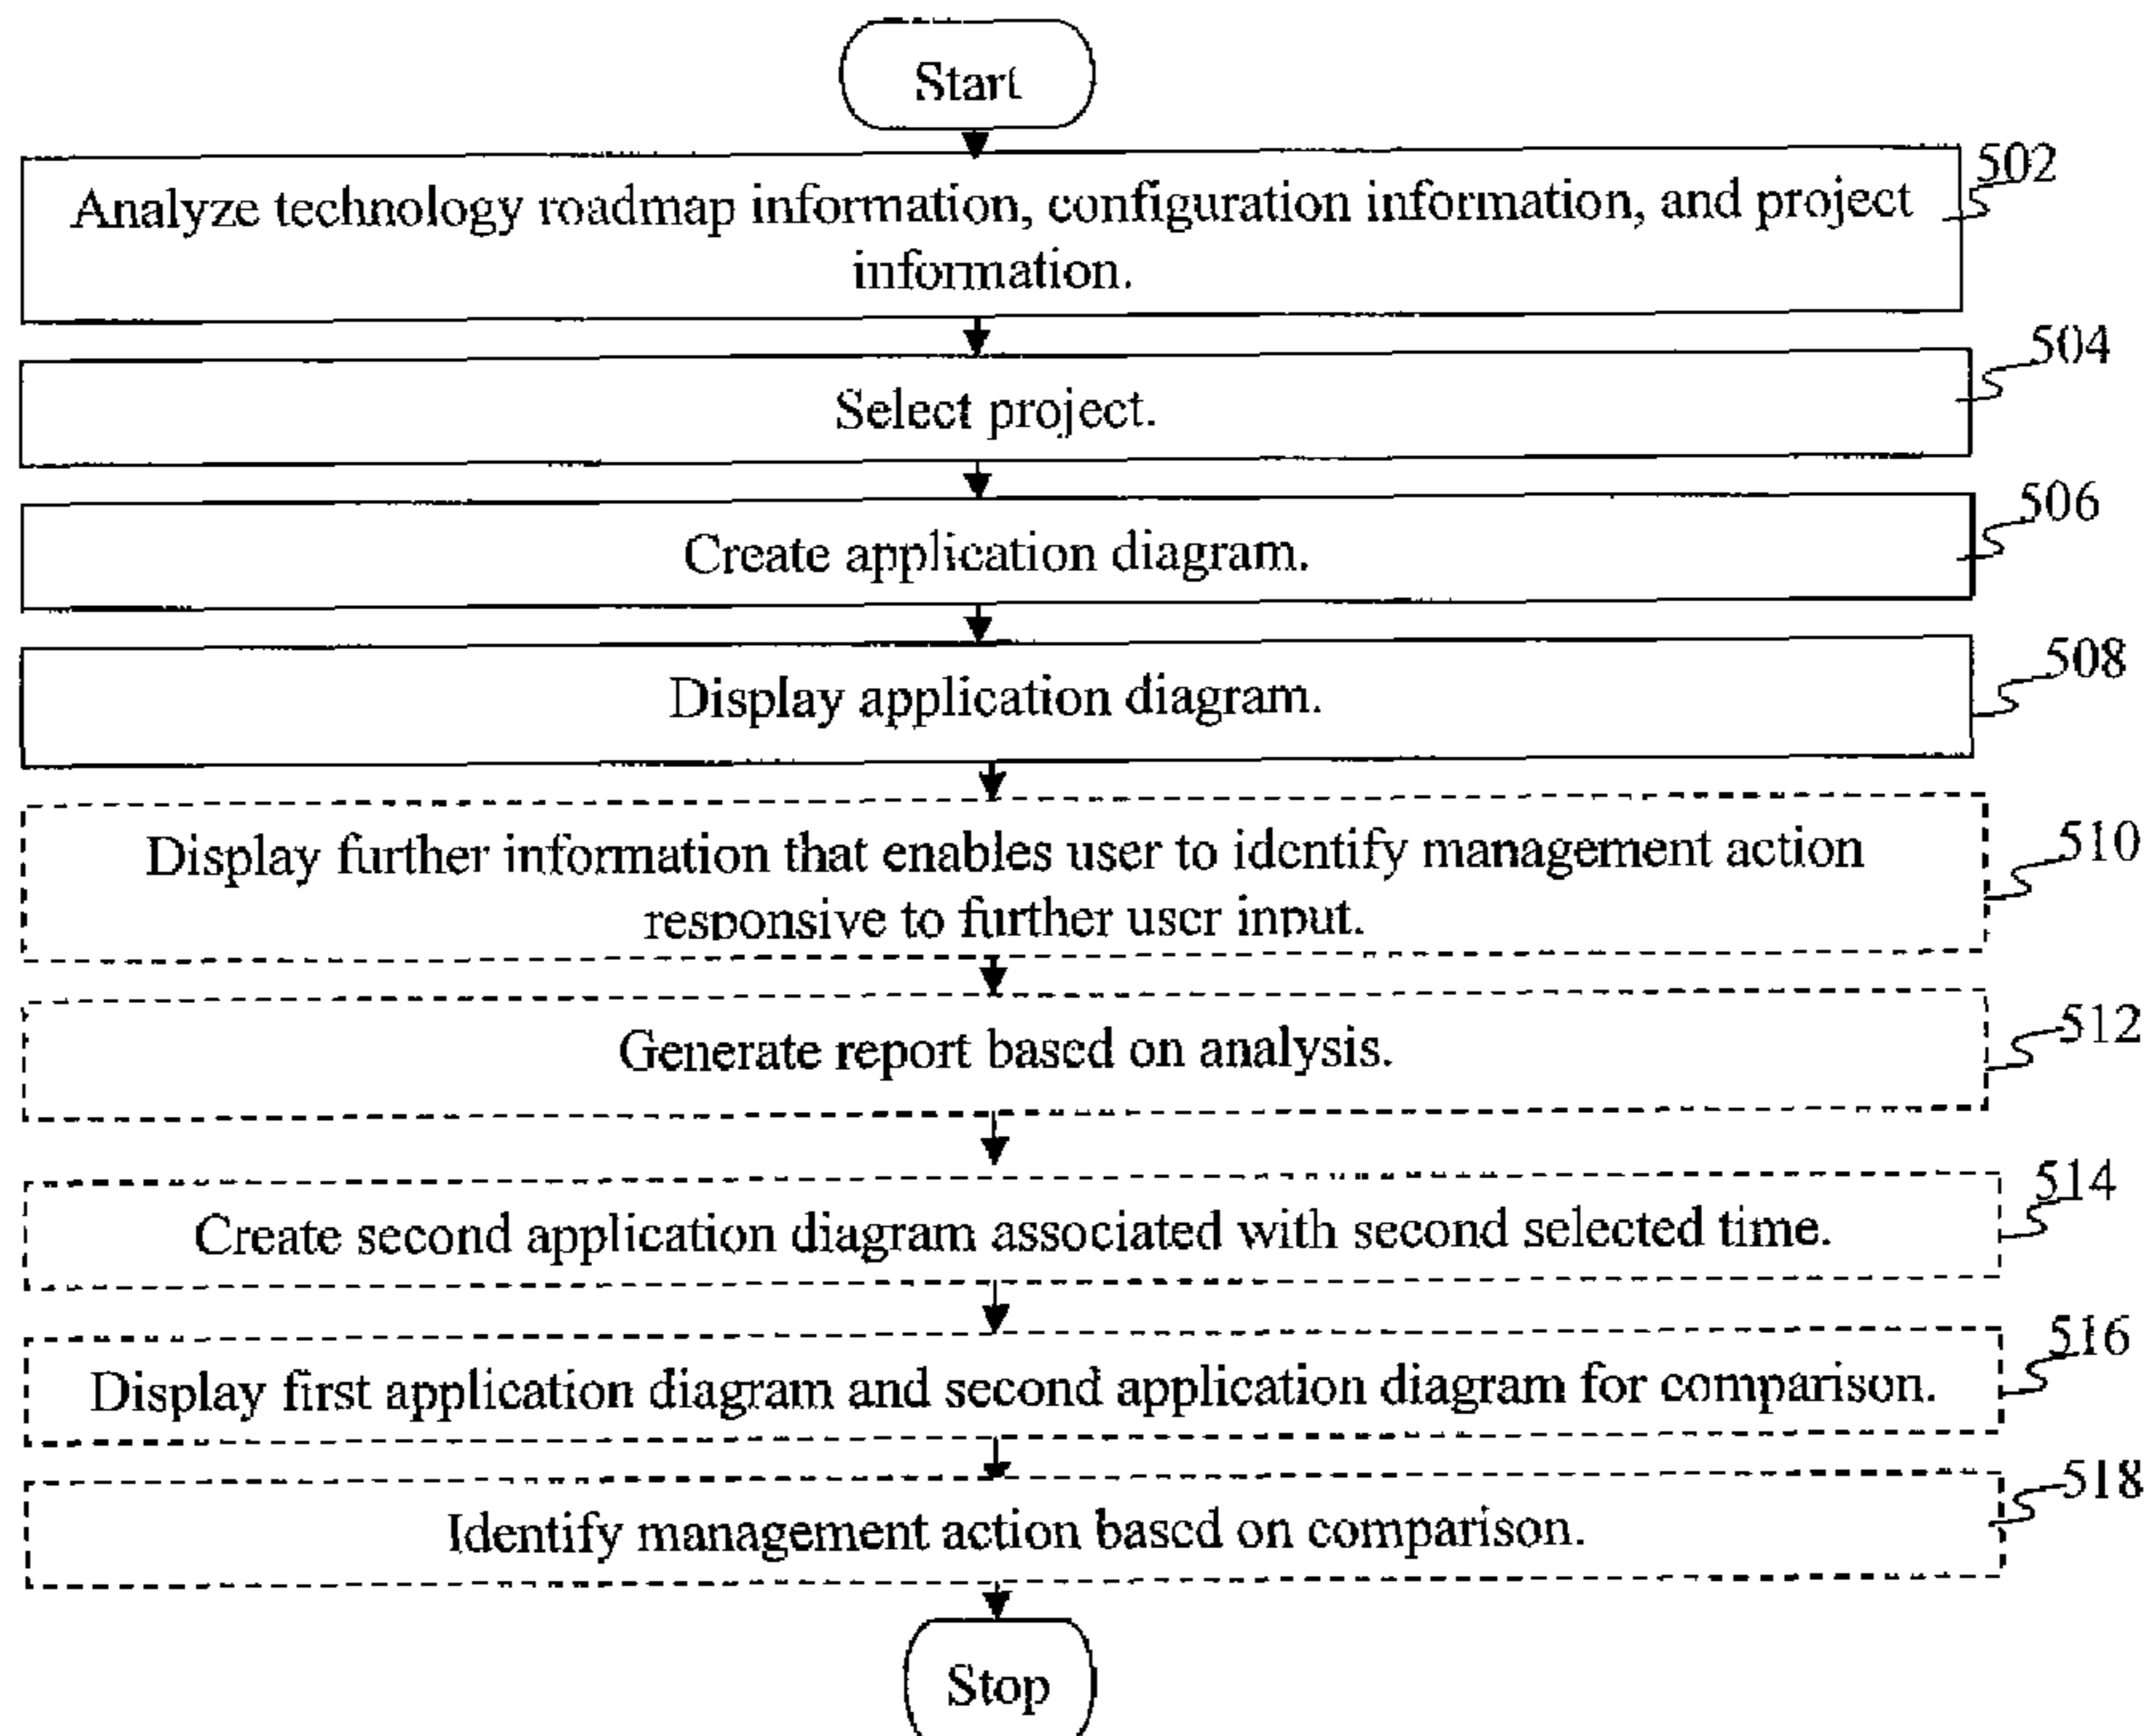 Start
502
Analyze technology roadmap information, configuration information, and project
information.
504
Select project.
506
Create application diagram.
508
Display application diagram.
510
Display further information that enables user to identify management action
responsive to further user input.
512
Generate report based on analysis.
514
Create second application diagram associated with second selected time.
516
Display first application diagram and second application diagram for comparison.
518
Identify management action based on comparison.
Stop